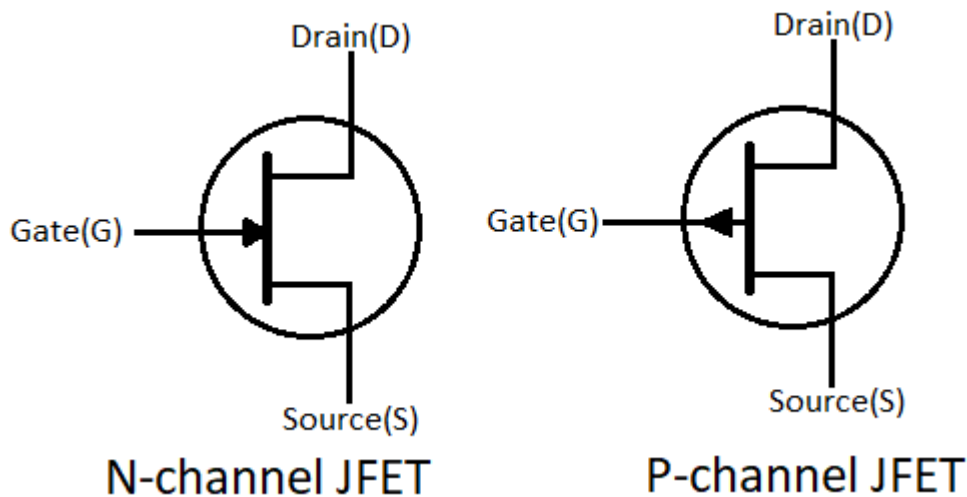 Drain(D)
Gate(G)
Source(S)
N-channel JFET
Drain(D)
Gate(G)
Source(S)
P-channel JFET